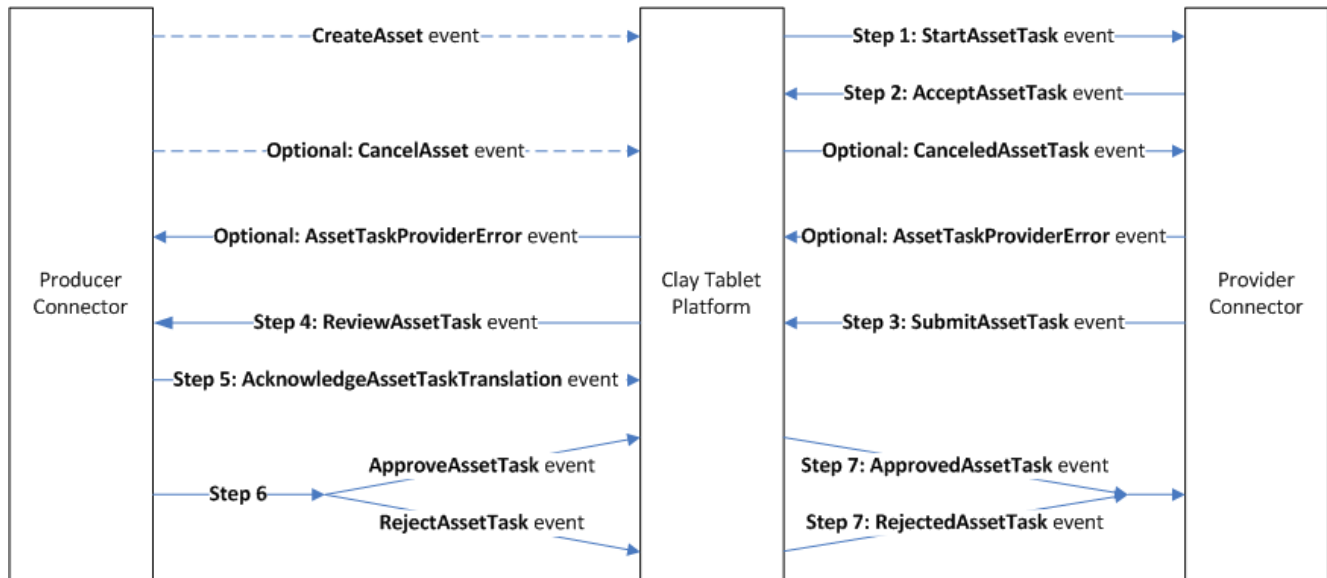 CreateAsset event
Step 1: StartAssetTask event
Step 2: AcceptAssetTask event
Optional: CancelAsset event
Optional: CanceledAssetTask event
Optional: AssetTaskProviderError event
Optional: AssetTaskProviderError event
Producer
Connector
Clay Tablet
Platform
Provider
Connector
Step 4: ReviewAssetTask event
Step 3: SubmitAssetTask event
Step 5: AcknowledgeAssetTaskTranslation event
ApproveAssetTask event
Step 7: ApprovedAssetTask event
Step 6
RejectAssetTask event
Step 7: RejectedAssetTask event